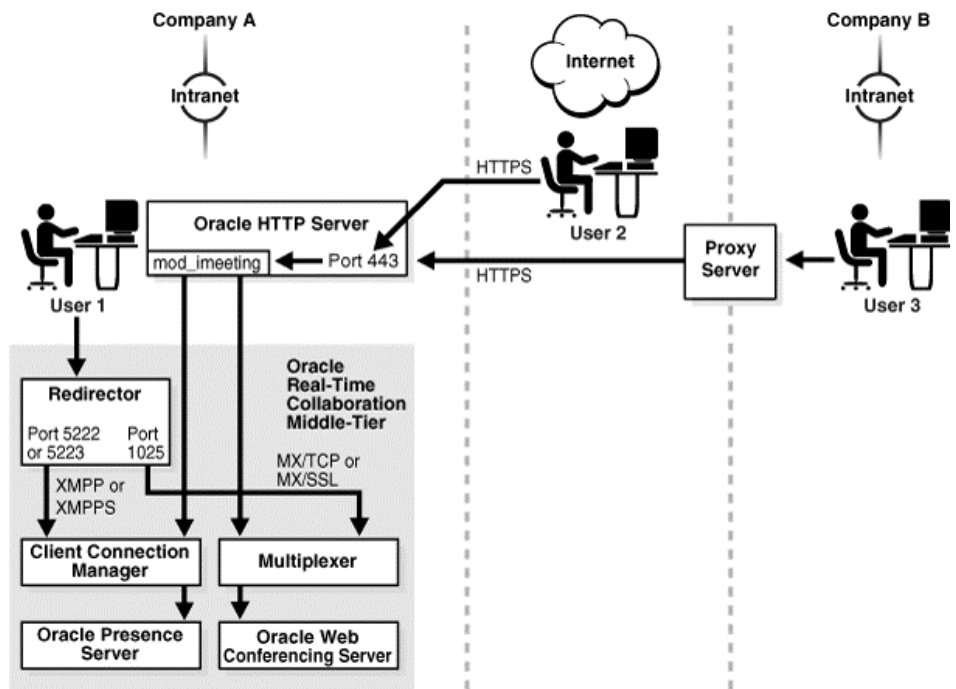 Company A
Company B
Intranet
Internet
Intranet
HTTPS
User 2
Oracle HTTP Server
mod_imeeting
Port 443
HTTPS
Proxy
Server
User 1
User 3
Oracle
Real-Time
Collaboration
Middle-Tier
Redirector
Port 5222
or 5223
Port
1025
XMPP or
XMPPS
MX/TCP or
MX/SSL
Client Connection
Manager
Multiplexer
Oracle Presence
Server
Oracle Web
Conferencing Server